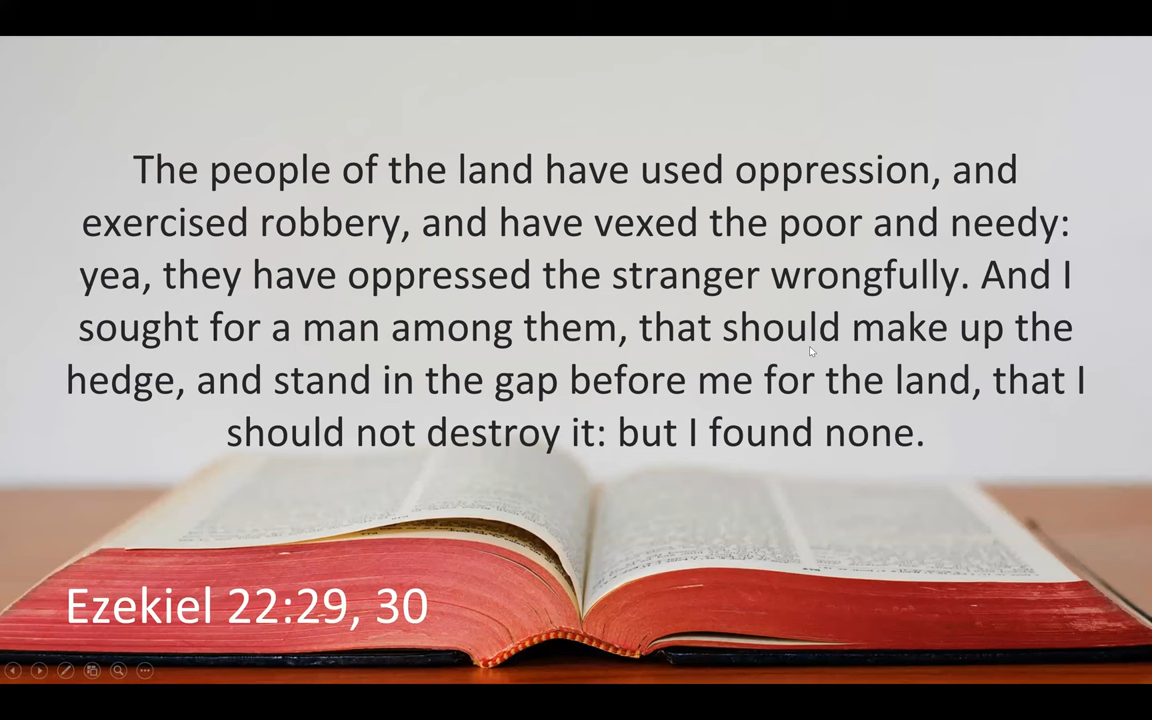 The people of the land have used oppression, and
exercised robbery, and have vexed the poor and needy:
yea, they have oppressed the stranger wrongfully. And I
sought for a man among them, that should make up the
hedge, and stand in the gap before me for the land, that I
should not destroy it: but I found none.
Ezekiel 22:29, 30